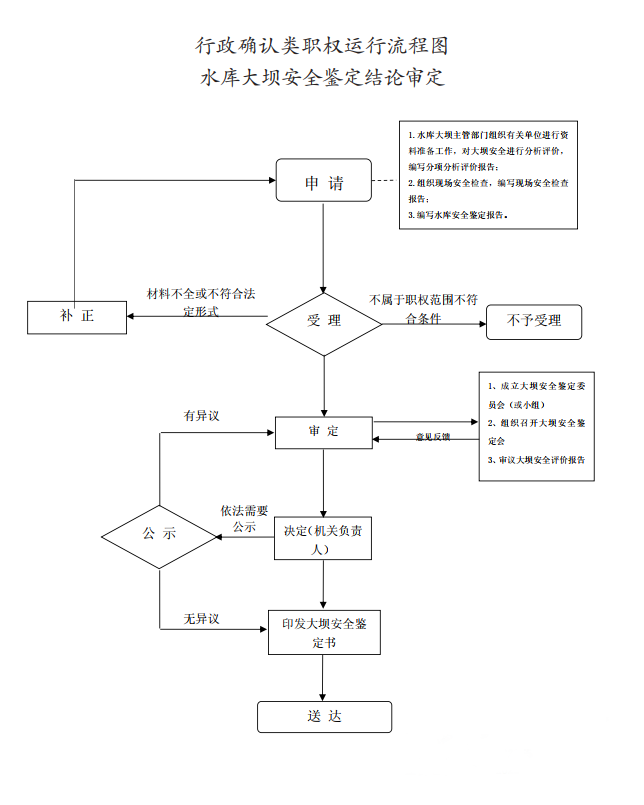 行政确认类职权运行流程图
水库大坝安全鉴定结论审定
1.水库大坝主管部门组织有关单位进行资
料准备工作，对大坝安全进行分析评价，
编写分项分析评价报告；
2.组织现场安全检查，编写现场安全检查
报告；
3.编写水库安全鉴定报告。
申 请
材料不全或不符合法
定形式
不属于职权范围不符
合条件
补 正
受 理
不予受理
1、成立大坝安全鉴定委
员会（或小组）
2、组织召开大坝安全鉴
定会
3、审议大坝安全评价报告
有异议
审 定
意见反馈
依法需要
公示
公 示
决定（机关负责
人）
无异议
印发大坝安全鉴
定书
送 达